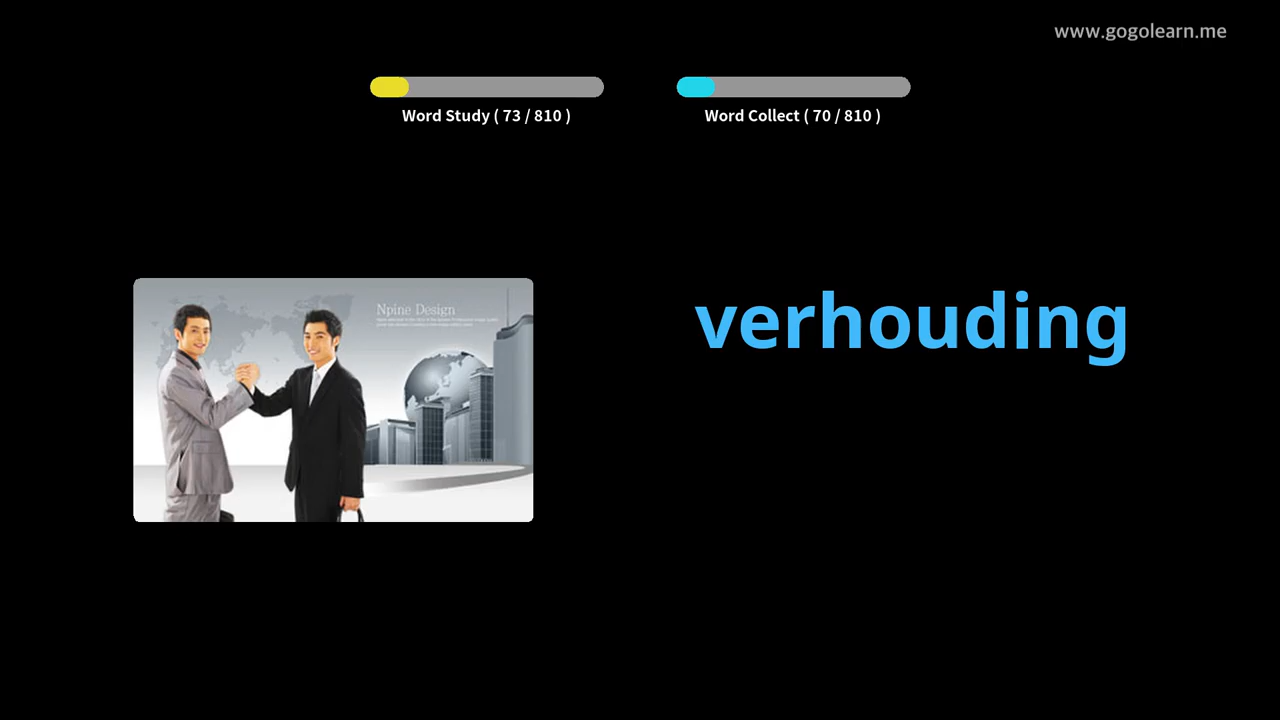 www.gogolearn.me
Word Study ( 73 / 810 )
Word Collect ( 70 / 810 )
Npine Design
verhouding